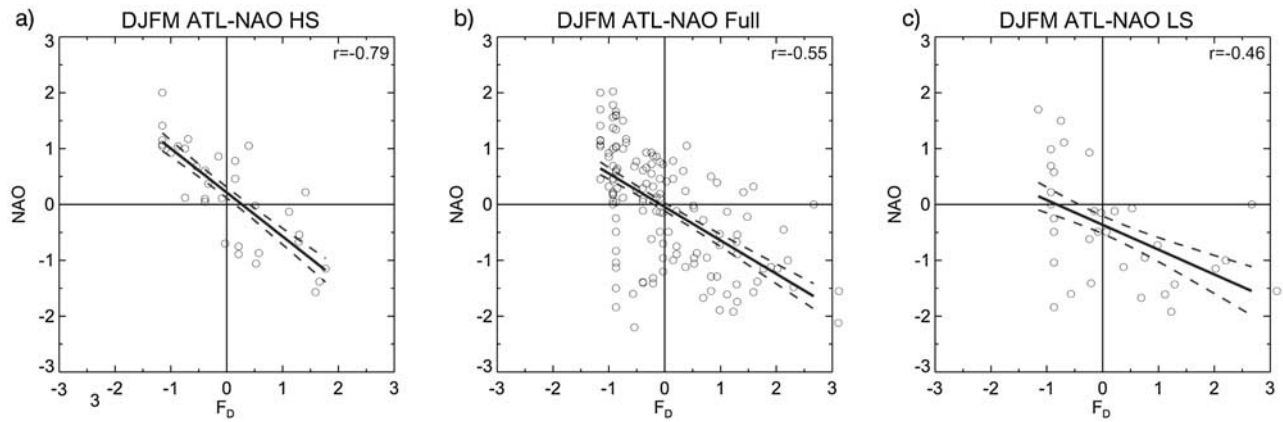 a) DJFM ATL-NAO HS
r=-0.79
3
2
1
0
-1
-2
-3
NAO
-3 -2 -1 0 1 2 3
3
F_D
b) DJFM ATL-NAO Full
r=-0.55
3
2
1
0
-1
-2
-3
NAO
-3 -2 -1 0 1 2 3
F_D
c) DJFM ATL-NAO LS
r=-0.46
3
2
1
0
-1
-2
-3
NAO
-3 -2 -1 0 1 2 3
F_D